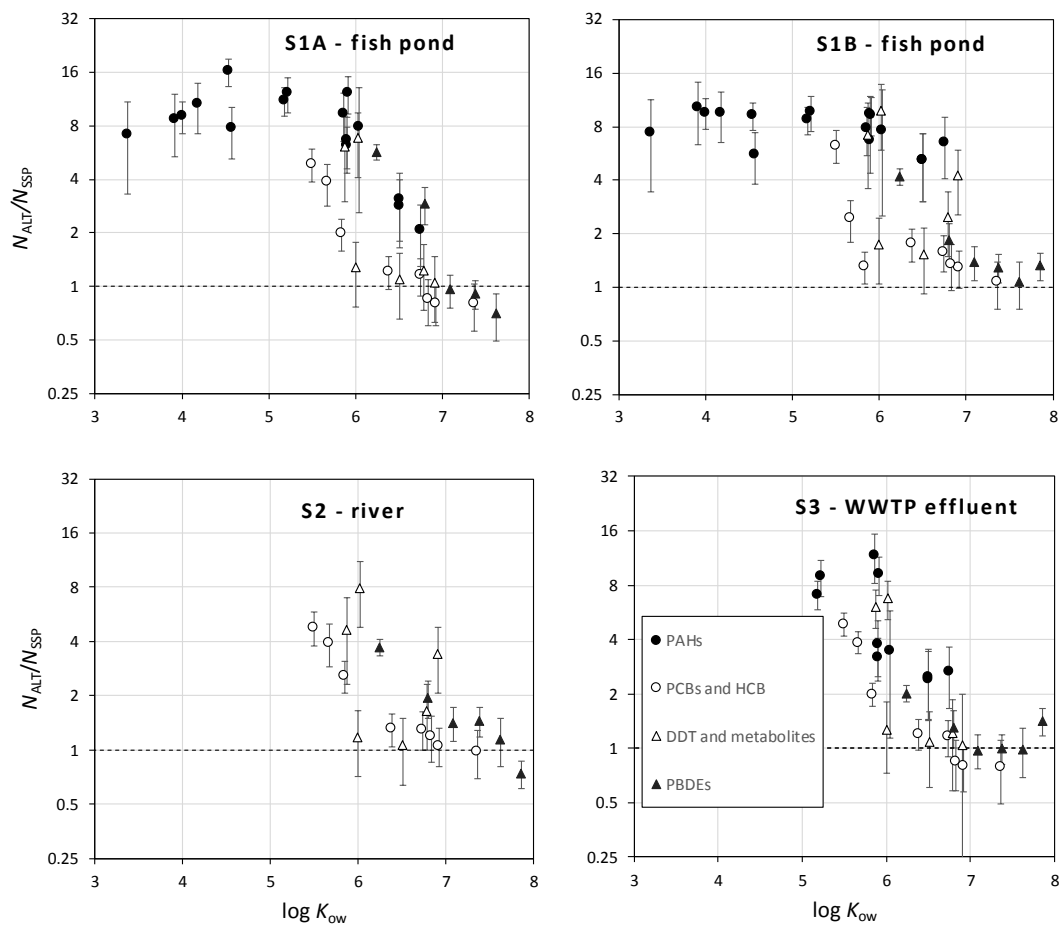 S1A - fish pond
32
16
8
4
2
1
0.5
0.25
N_ALT/N_SSP
3 4 5 6 7 8
S1B - fish pond
32
16
8
4
2
1
0.5
0.25
3 4 5 6 7 8
S2 - river
32
16
8
4
2
1
0.5
0.25
N_ALT/N_SSP
3 4 5 6 7 8
log K_ow
S3 - WWTP effluent
32
16
8
4
2
1
0.5
0.25
PAHs
PCBs and HCB
DDT and metabolites
PBDEs
3 4 5 6 7 8
log K_ow